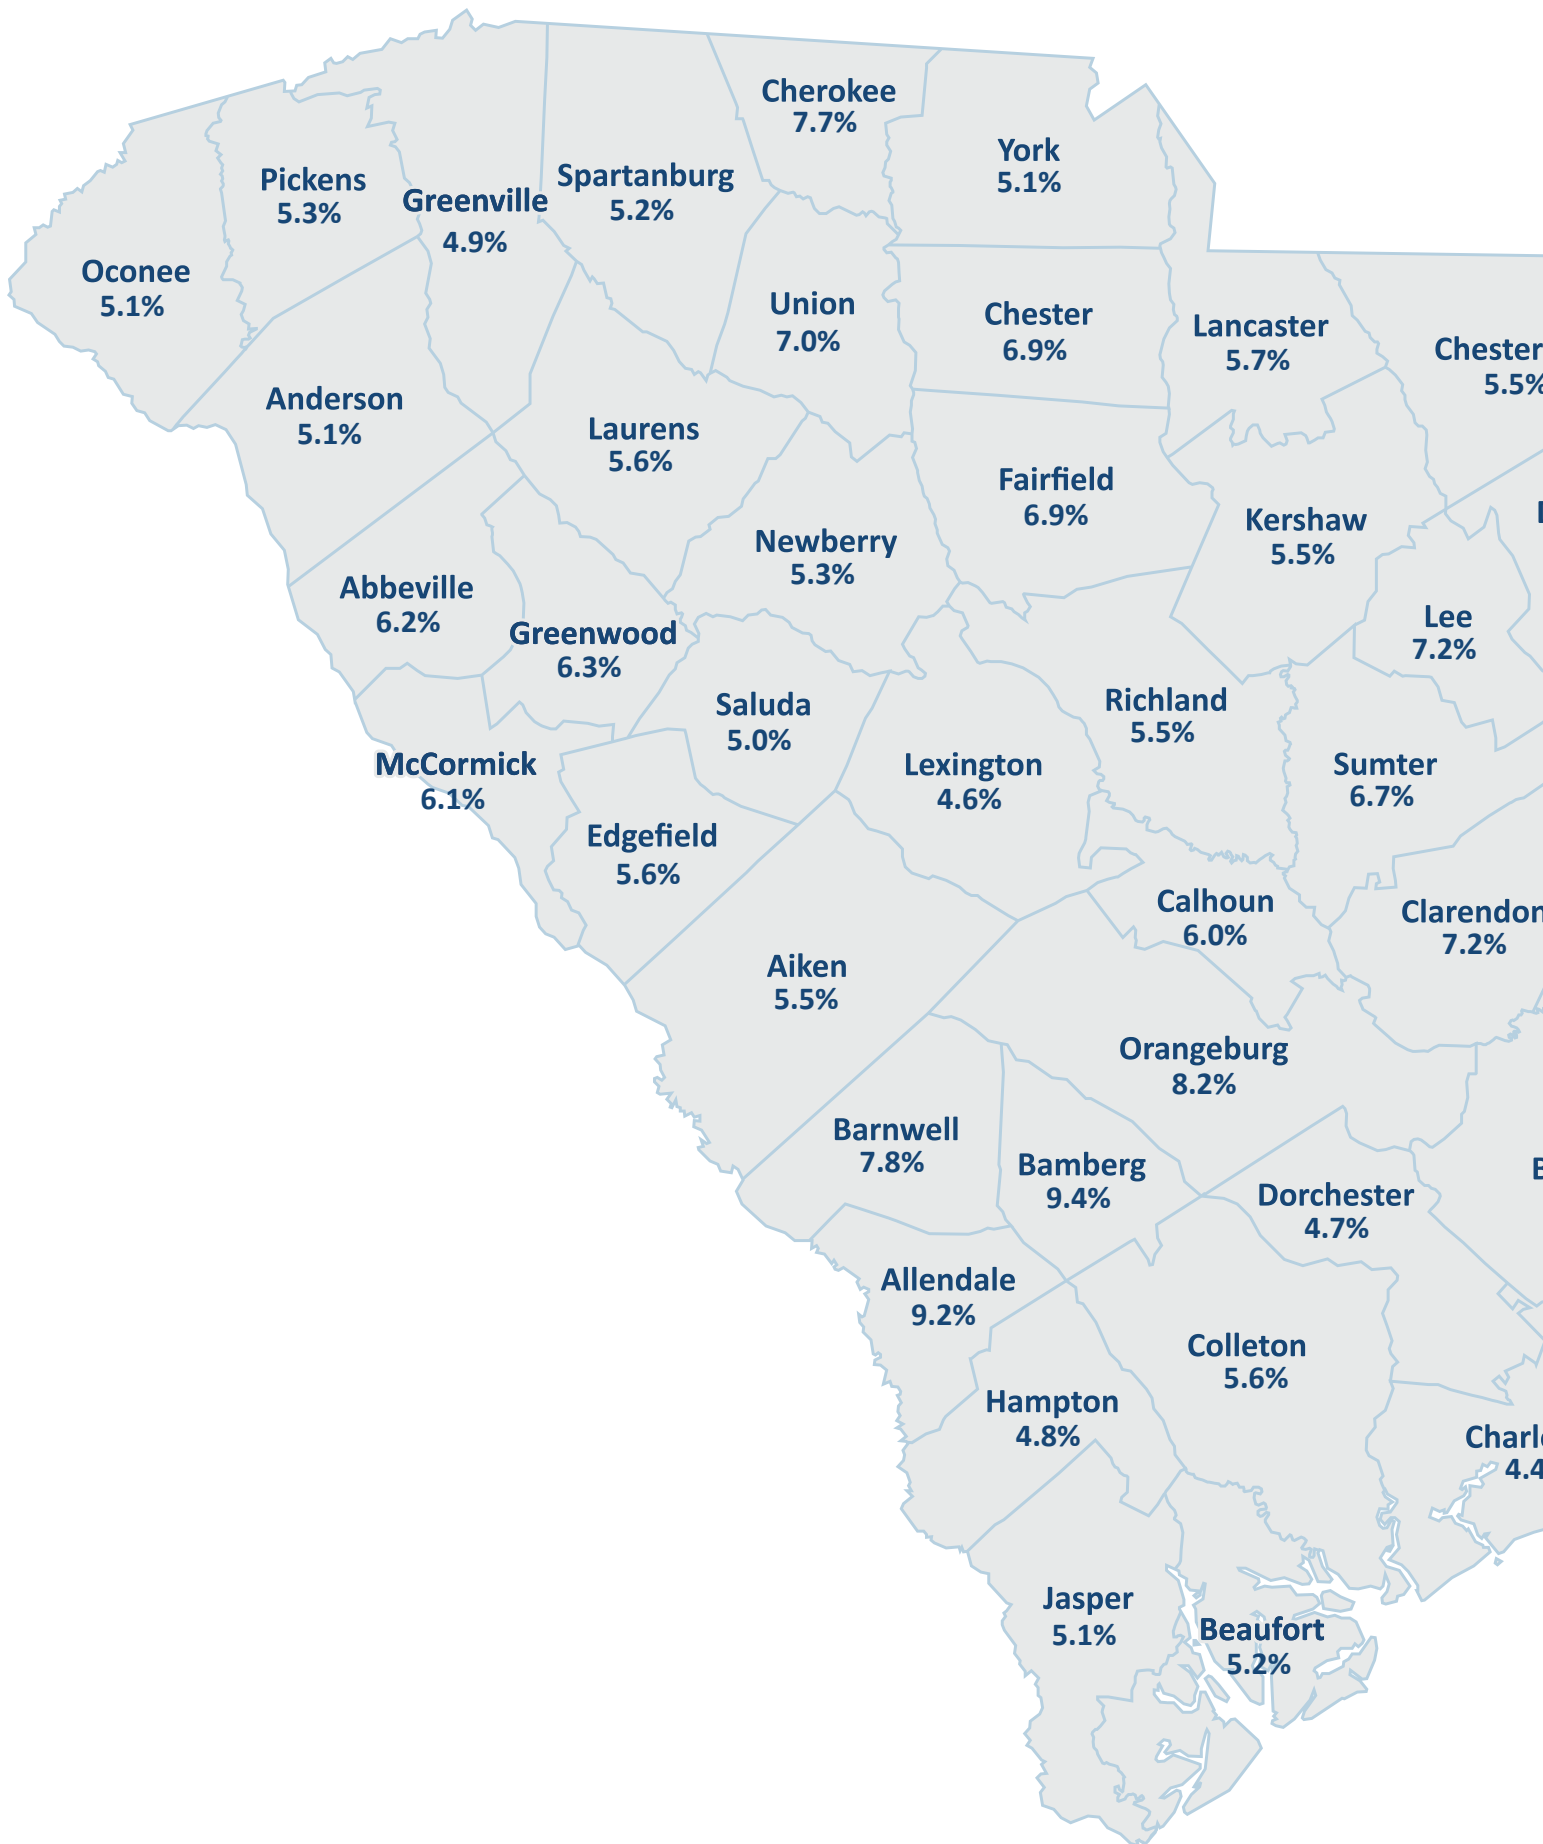 Cherokee
7.7%
York
5.1%
Pickens
5.3%
Greenville
4.9%
Spartanburg
5.2%
Oconee
5.1%
Union
7.0%
Chester
6.9%
Lancaster
5.7%
Chester
5.5%
Anderson
5.1%
Laurens
5.6%
Fairfield
6.9%
Kershaw
5.5%
Newberry
5.3%
Abbeville
6.2%
Greenwood
6.3%
Lee
7.2%
Saluda
5.0%
Richland
5.5%
McCormick
6.1%
Lexington
4.6%
Sumter
6.7%
Edgefield
5.6%
Calhoun
6.0%
Clarendon
7.2%
Aiken
5.5%
Orangeburg
8.2%
Barnwell
7.8%
Bamberg
9.4%
Dorchester
4.7%
Allendale
9.2%
Colleton
5.6%
Hampton
4.8%
Charl
4.4
Jasper
5.1%
Beaufort
5.2%